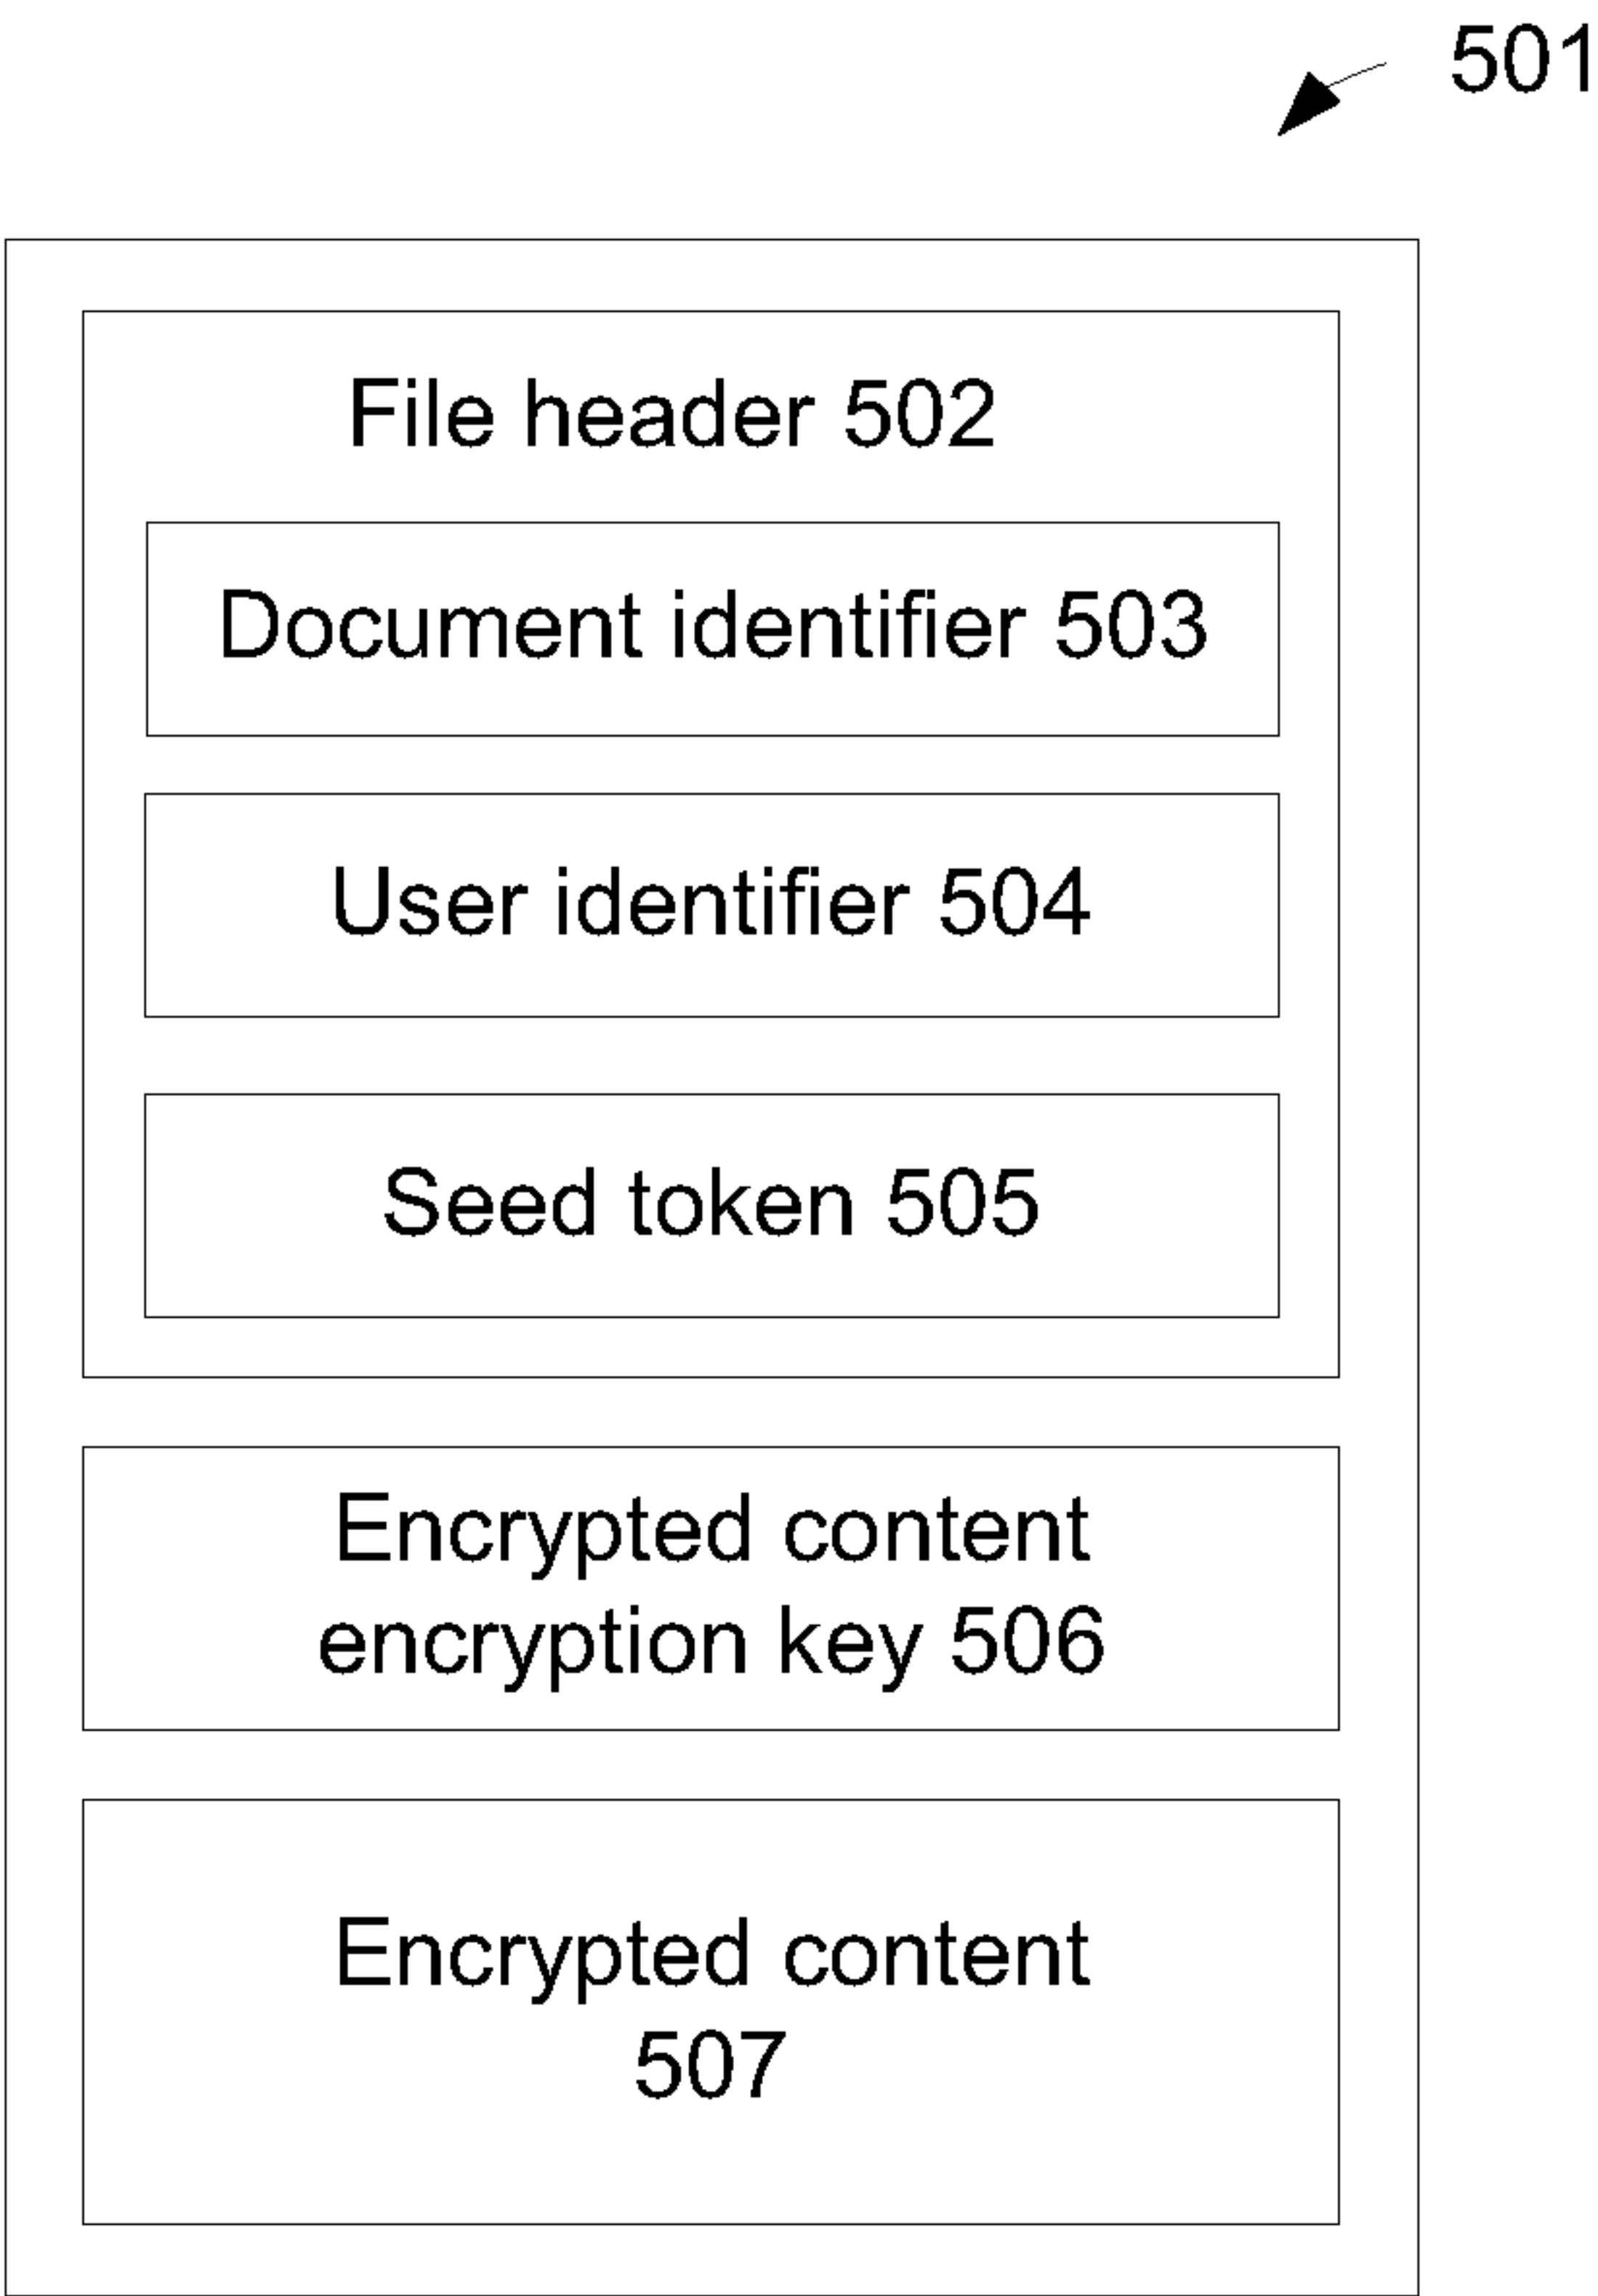 501
File header 502
Document identifier 503
User identifier 504
Seed token 505
Encrypted content
encryption key 506
Encrypted content
507